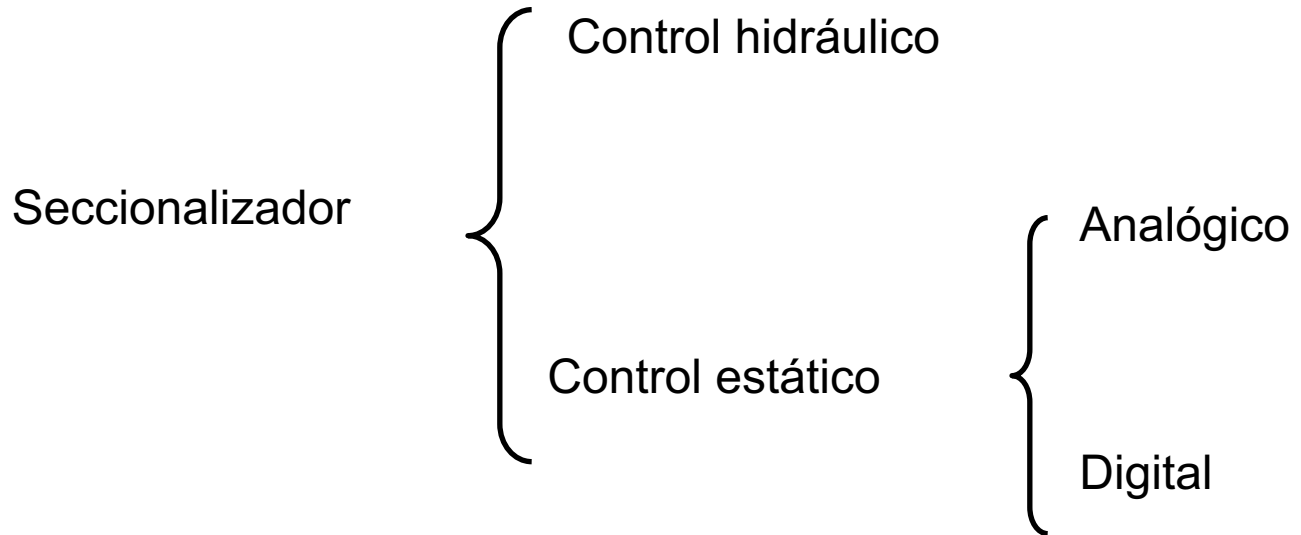 Control hidráulico
Seccionalizador
Analógico
Control estático
Digital